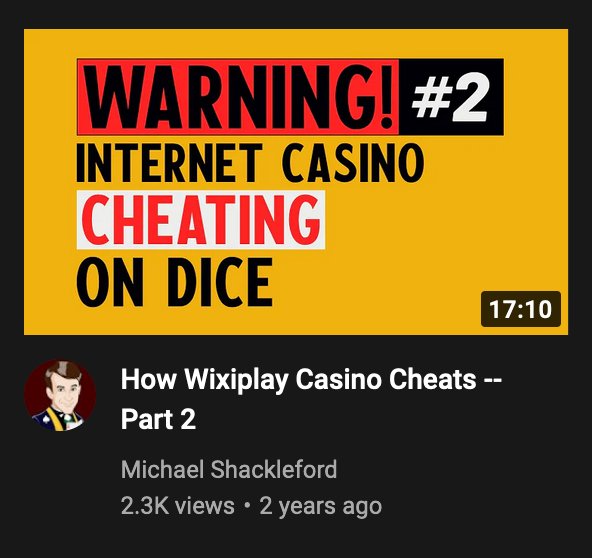 WARNING! #2
INTERNET CASINO
CHEATING
ON DICE
17:10
How Wixiplay Casino Cheats --
Part 2
Michael Shackleford
2.3K views • 2 years ago